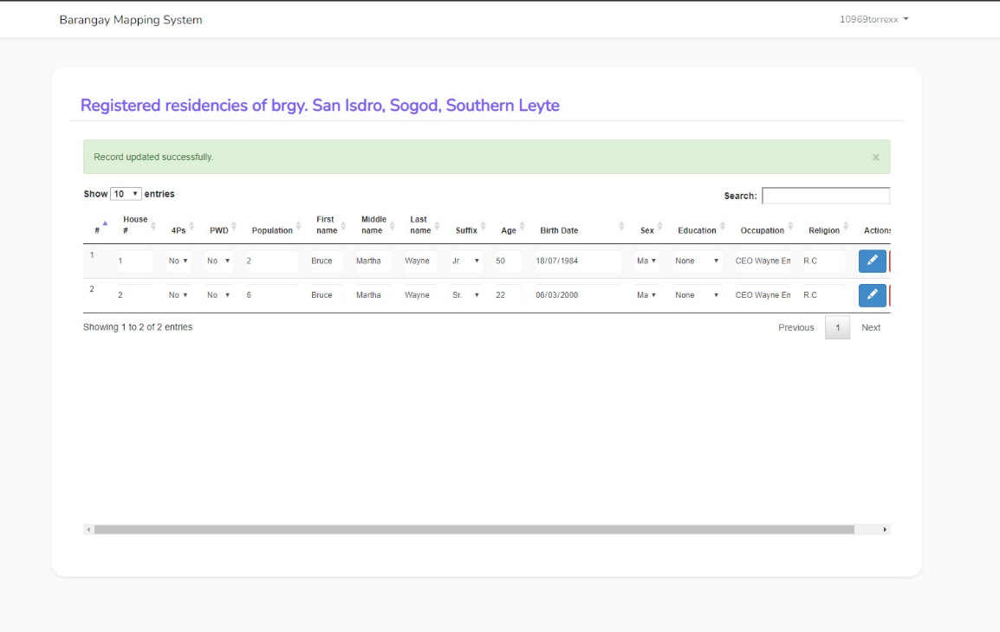 Barangay Mapping System
10969torrexx
Registered residencies of brgy. San Isdro, Sogod, Southern Leyte
Record updated successfully.
×
Show 10 entries
Search:
# House # 4Ps PWD Population First name Middle name Last name Suffix Age Birth Date Sex Education Occupation Religion Actions
1 1 No No 2 Bruce Martha Wayne Jr. 50 18/07/1984 Ma None CEO Wayne En R.C
2 2 No No 6 Bruce Martha Wayne Sr. 22 06/03/2000 Ma None CEO Wayne En R.C
Showing 1 to 2 of 2 entries
Previous 1 Next